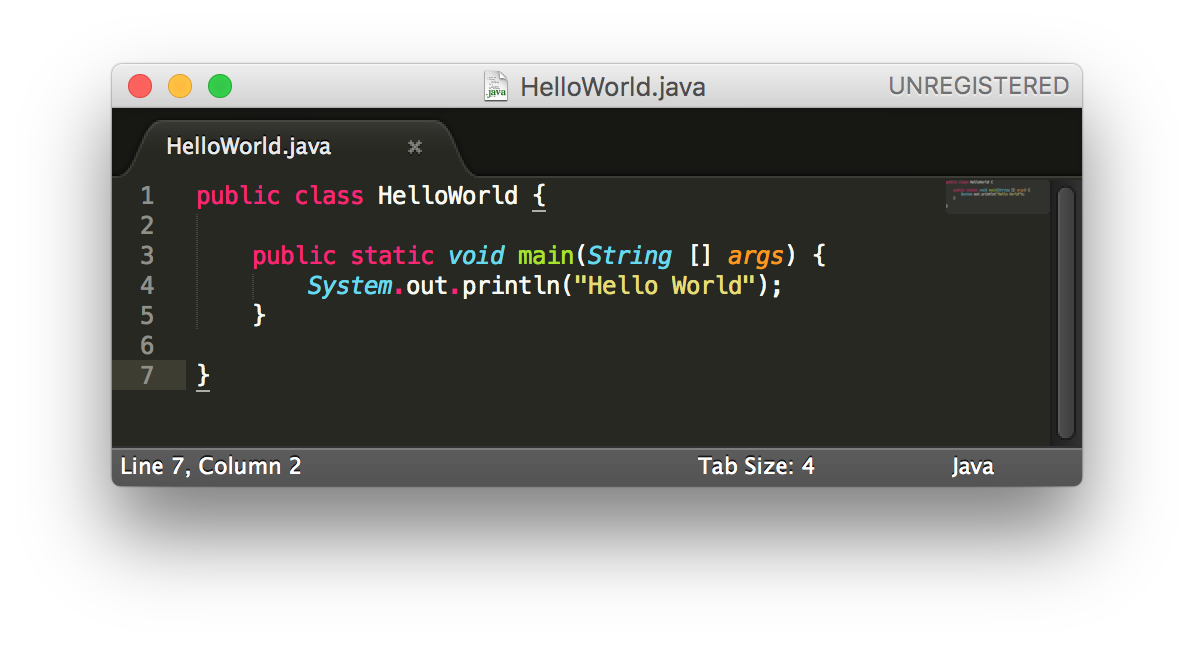 HelloWorld.java
UNREGISTERED
HelloWorld.java
1 public class HelloWorld {
2
3     public static void main(String [] args) {
4         System.out.println("Hello World");
5     }
6
7 }
Line 7, Column 2
Tab Size: 4
Java